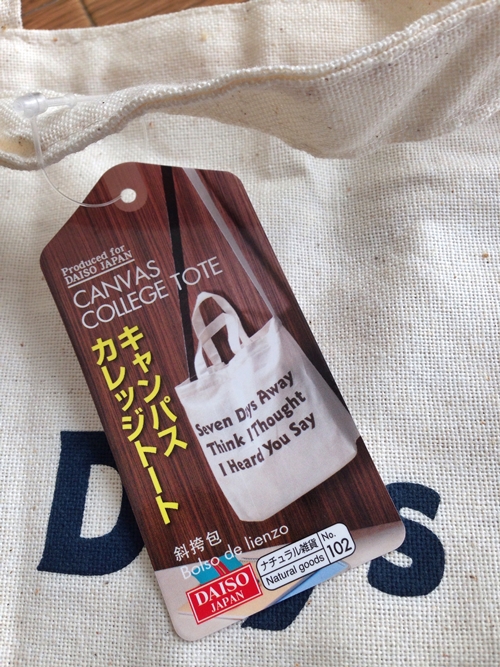 Produced for
DAISO JAPAN
CANVAS
COLLEGE TOTE
キャンバス
カレッジトート
Seven Days Away
Think I Thought
I Heard You Say
斜挎包
Bolso de lienzo
DAISO
JAPAN
ナチュラル雑貨
Natural goods
No.
102
Days